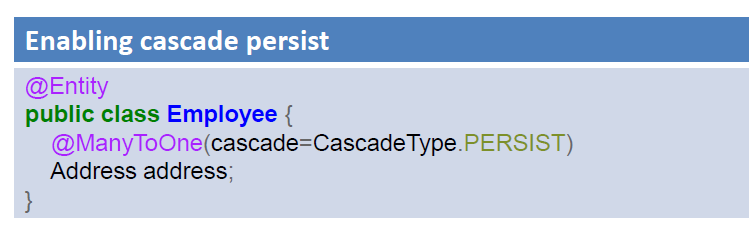 Enabling cascade persist
@Entity
public class Employee {
@ManyToOne(cascade=CascadeType.PERSIST)
Address address;
}